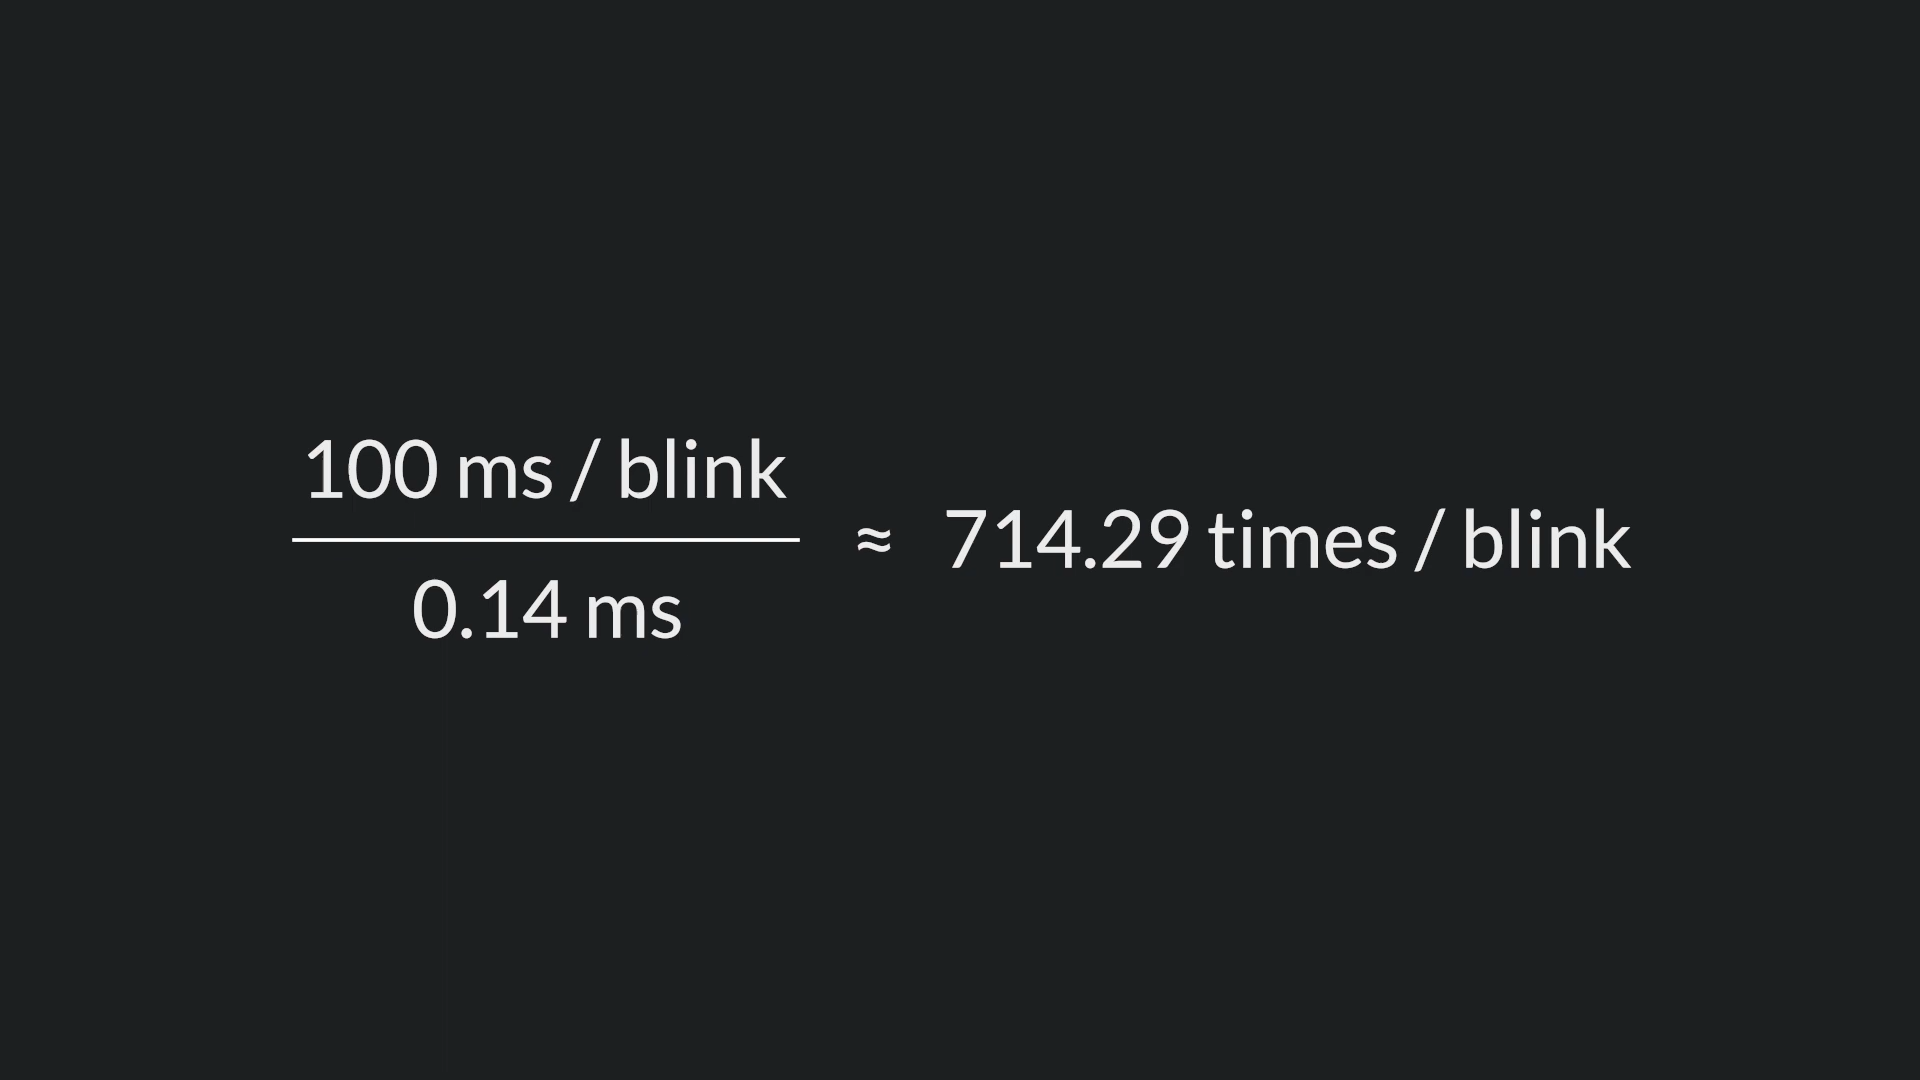 100 ms / blink
0.14 ms
≈ 714.29 times / blink